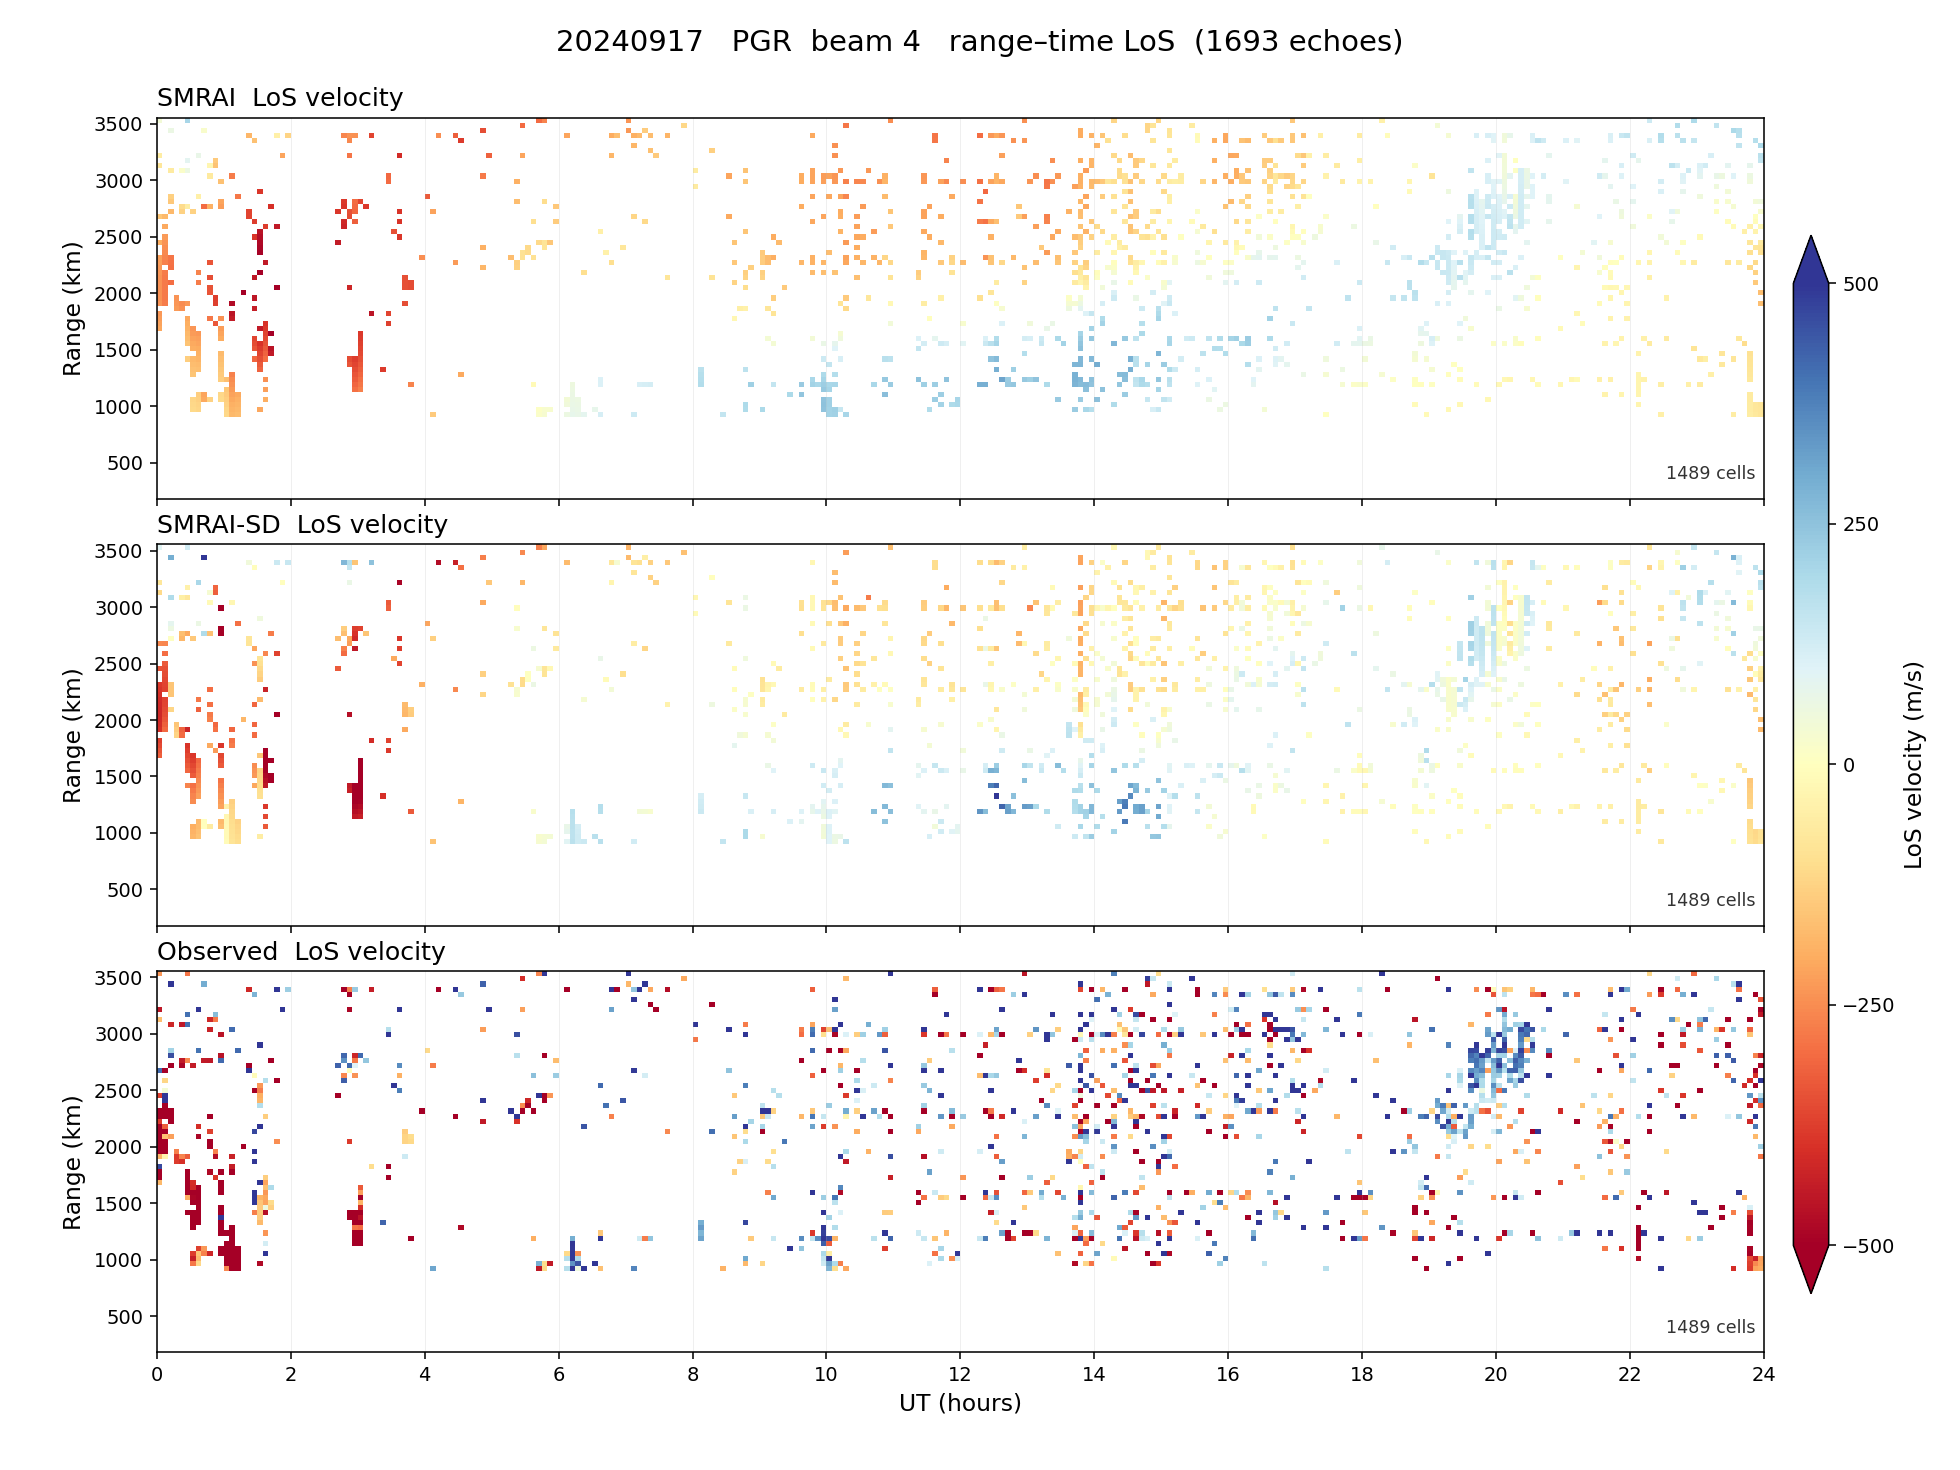 20240917   PGR  beam 4   range–time LoS  (1693 echoes)
SMRAI  LoS velocity
3500
3000
2500
2000
1500
1000
500
Range (km)
1489 cells
SMRAI-SD  LoS velocity
3500
3000
2500
2000
1500
1000
500
Range (km)
1489 cells
Observed  LoS velocity
3500
3000
2500
2000
1500
1000
500
Range (km)
1489 cells
0 2 4 6 8 10 12 14 16 18 20 22 24
UT (hours)
500
250
0
−250
−500
LoS velocity (m/s)